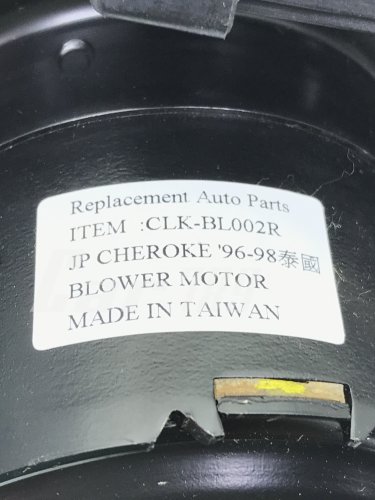 Replacement Auto Parts
ITEM :CLK-BL002R
JP CHEROKE '96-98泰國
BLOWER MOTOR
MADE IN TAIWAN